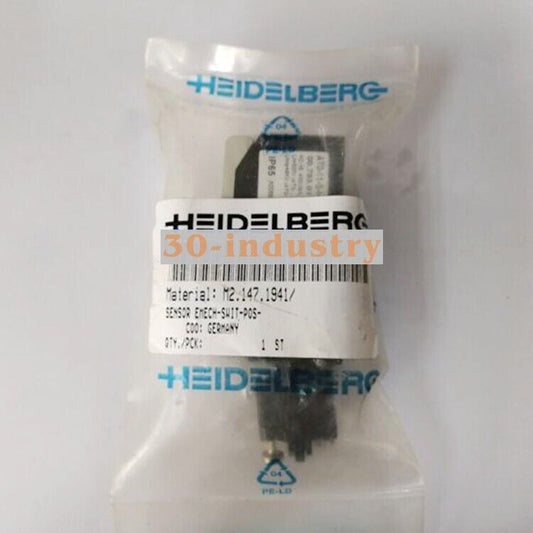 HEIDELBERG
04
IP65
HEIDELBERG
30-industry
Material: M2.147.1941/
SENSOR EMECH-SWIT-POS-
COO: GERMANY
QTY./PCK: 1 ST
HEIDELBERG
04
PE-LD